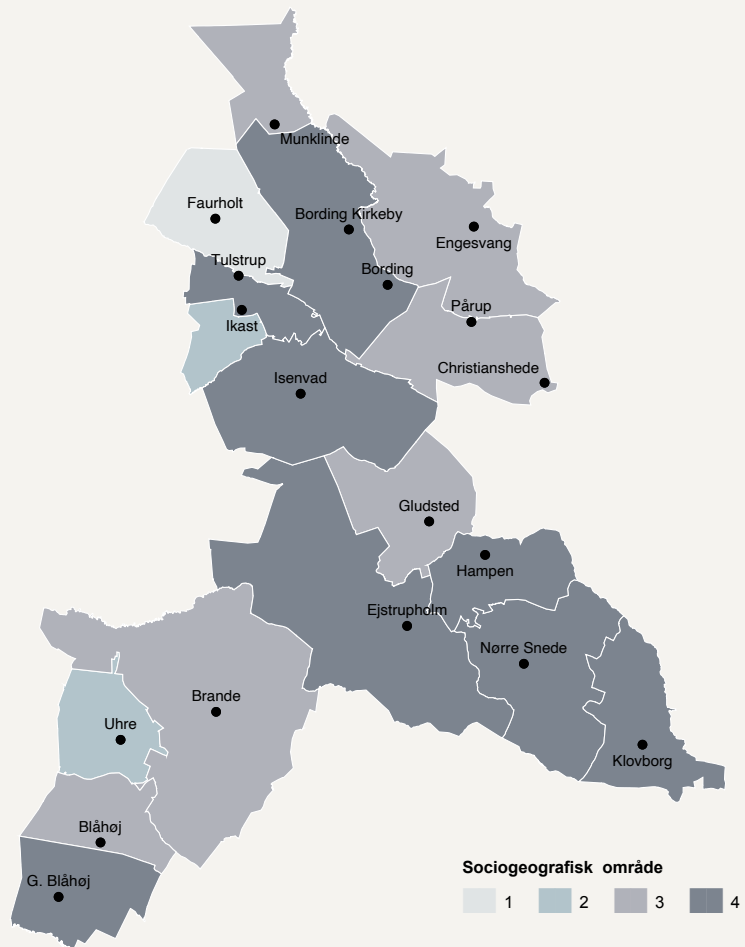 Munklinde
Faurholt
Bording Kirkeby
Engesvang
Tulstrup
Bording
Pårup
Ikast
Christianshede
Isenvad
Gludsted
Hampen
Ejstrupholm
Nørre Snede
Brande
Uhre
Klovborg
Blåhøj
G. Blåhøj
Sociogeografisk område
1 2 3 4